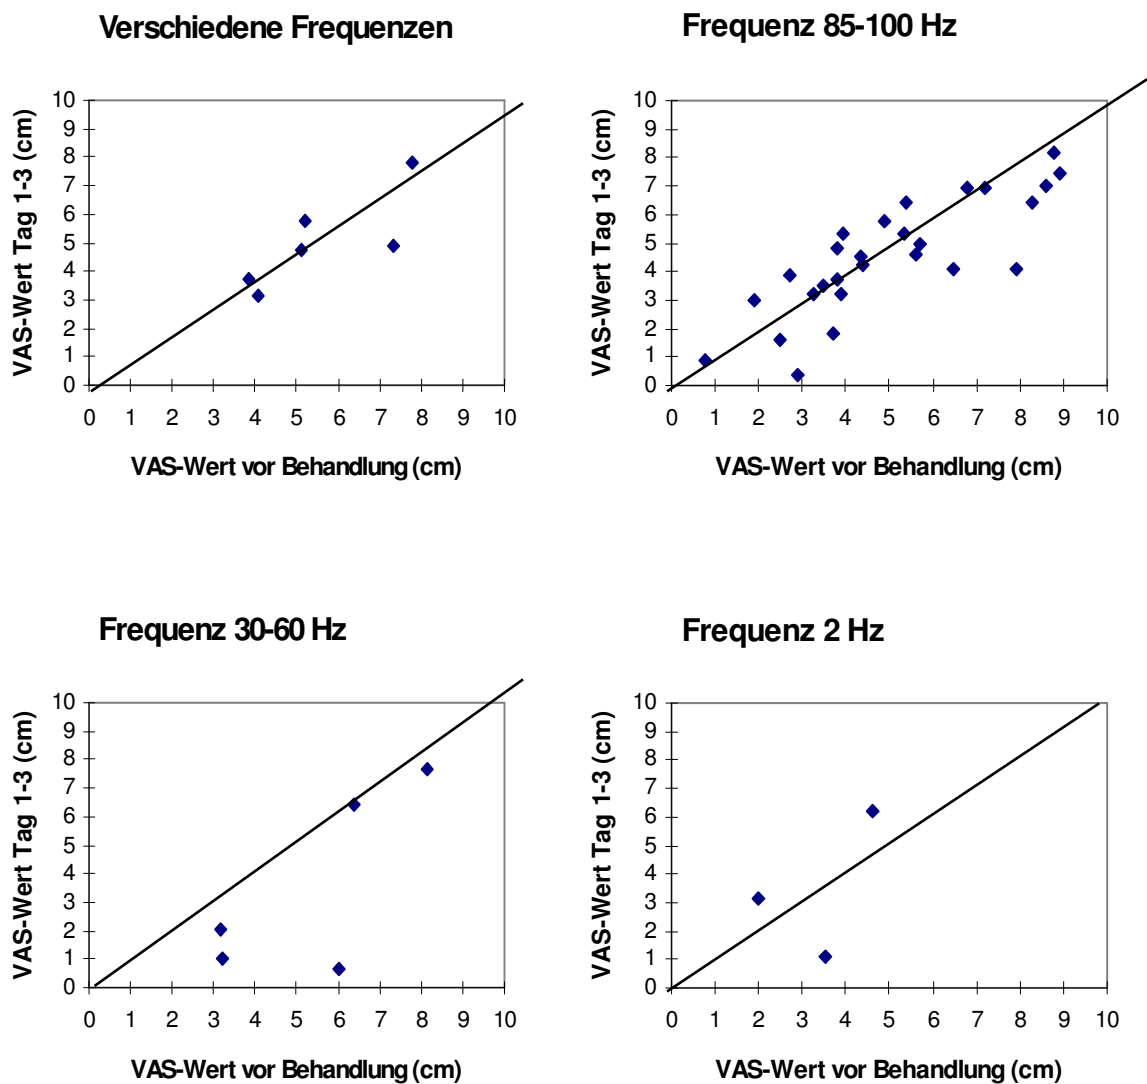 Verschiedene Frequenzen
VAS-Wert Tag 1-3 (cm)
10
9
8
7
6
5
4
3
2
1
0
0 1 2 3 4 5 6 7 8 9 10
VAS-Wert vor Behandlung (cm)
Frequenz 85-100 Hz
VAS-Wert Tag 1-3 (cm)
10
9
8
7
6
5
4
3
2
1
0
0 1 2 3 4 5 6 7 8 9 10
VAS-Wert vor Behandlung (cm)
Frequenz 30-60 Hz
VAS-Wert Tag 1-3 (cm)
10
9
8
7
6
5
4
3
2
1
0
0 1 2 3 4 5 6 7 8 9 10
VAS-Wert vor Behandlung (cm)
Frequenz 2 Hz
VAS-Wert Tag 1-3 (cm)
10
9
8
7
6
5
4
3
2
1
0
0 1 2 3 4 5 6 7 8 9 10
VAS-Wert vor Behandlung (cm)